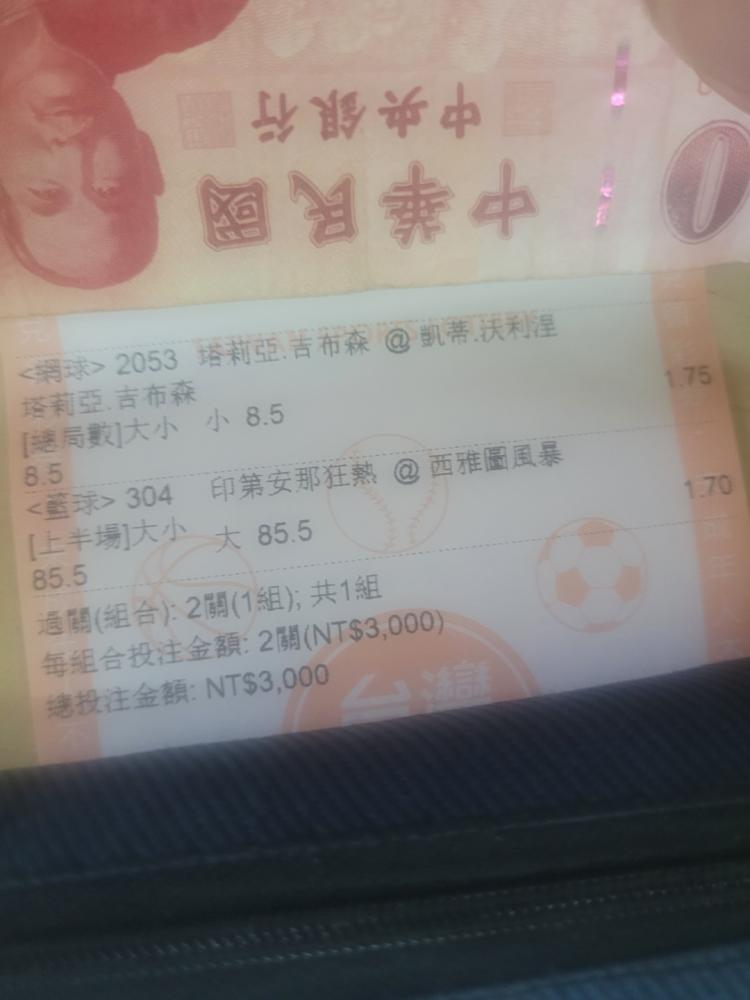 中央銀行
中華民國
<網球> 2053 塔莉亞.吉布森 @ 凱蒂.沃利涅
塔莉亞.吉布森
[總局數]大小 小 8.5 1.75
8.5
<籃球> 304 印第安那狂熱 @ 西雅圖風暴
[上半場]大小 大 85.5 1.70
85.5
過關(組合): 2關(1組); 共1組
每組合投注金額: 2關(NT$3,000)
總投注金額: NT$3,000
台灣